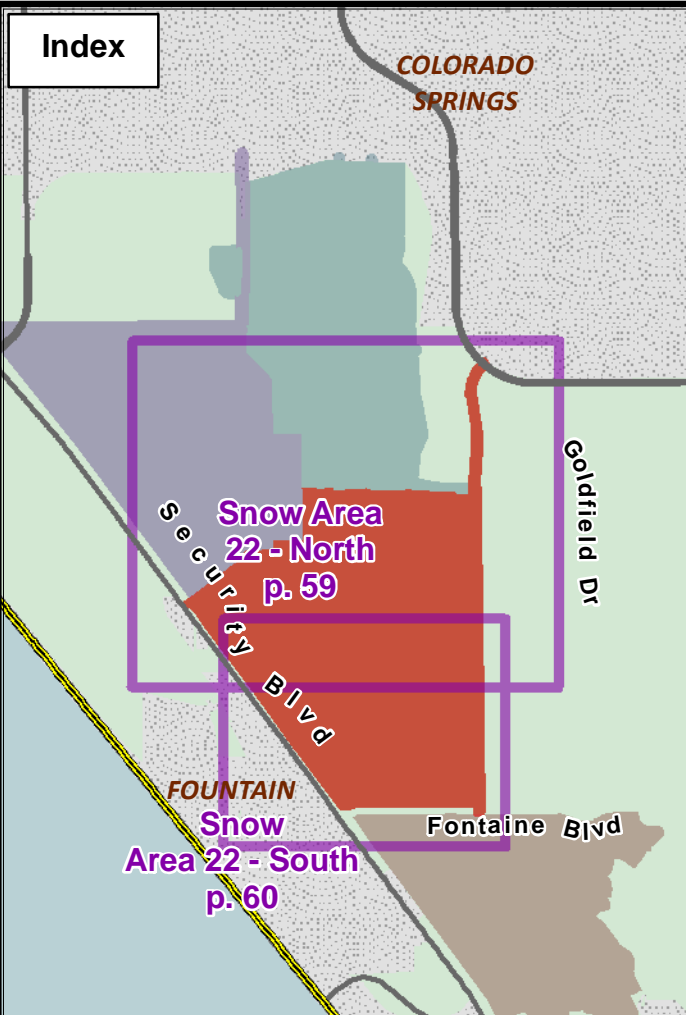 Index
COLORADO
SPRINGS
Goldfield Dr
Snow Area
22 - North
p. 59
Security Blvd
FOUNTAIN
Snow
Area 22 - South
p. 60
Fontaine Blvd